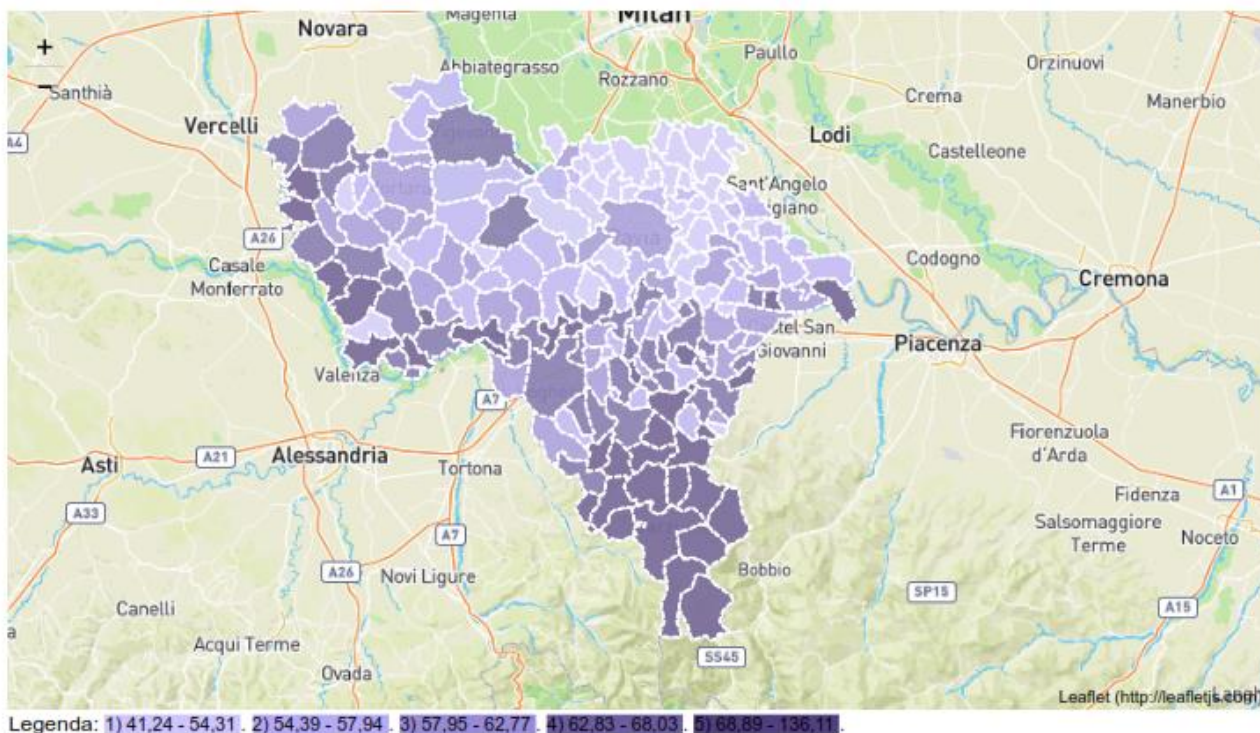 Magenta
Milan
Novara
Paullo
Orzinuovi
+
Abbiategrasso
Rozzano
−
Santhià
Crema
Manerbio
Vercelli
Lodi
A4
Castelleone
Sant'Angelo
A26
Codogno
Casale
Monferrato
Cremona
Castel San
Giovanni
Piacenza
Valenza
A7
Fiorenzuola
d'Arda
Asti
A21
Alessandria
Tortona
A1
Fidenza
A33
Salsomaggiore
Terme
Noceto
A7
A26
Novi Ligure
Bobbio
SP15
Canelli
A15
Acqui Terme
SS45
Ovada
Leaflet (http://leafletjs.com)
Legenda: 1) 41,24 - 54,31 . 2) 54,39 - 57,94 . 3) 57,95 - 62,77 . 4) 62,83 - 68,03 . 5) 68,89 - 136,11 .